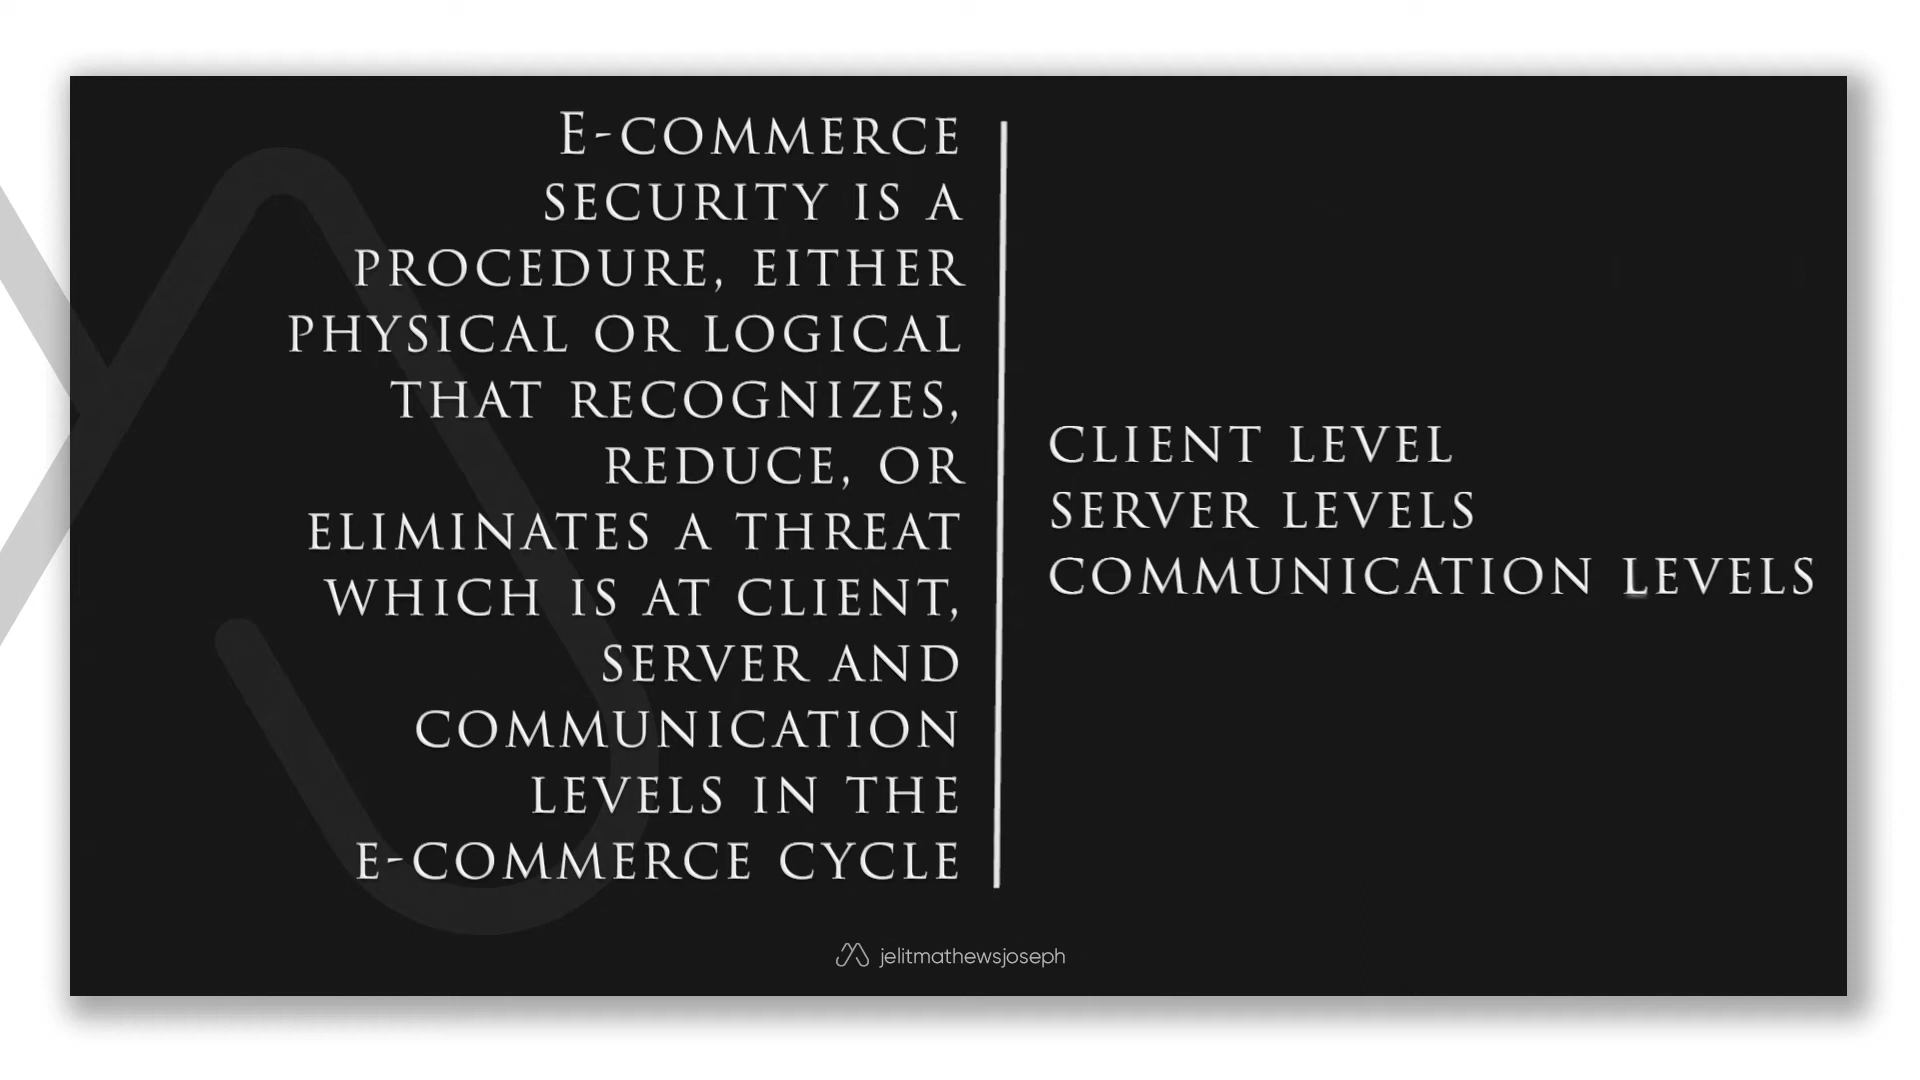 E-COMMERCE
SECURITY IS A
PROCEDURE, EITHER
PHYSICAL OR LOGICAL
THAT RECOGNIZES,
REDUCE, OR
ELIMINATES A THREAT
WHICH IS AT CLIENT,
SERVER AND
COMMUNICATION
LEVELS IN THE
E-COMMERCE CYCLE
CLIENT LEVEL
SERVER LEVELS
COMMUNICATION LEVELS
jelitmathewsjoseph